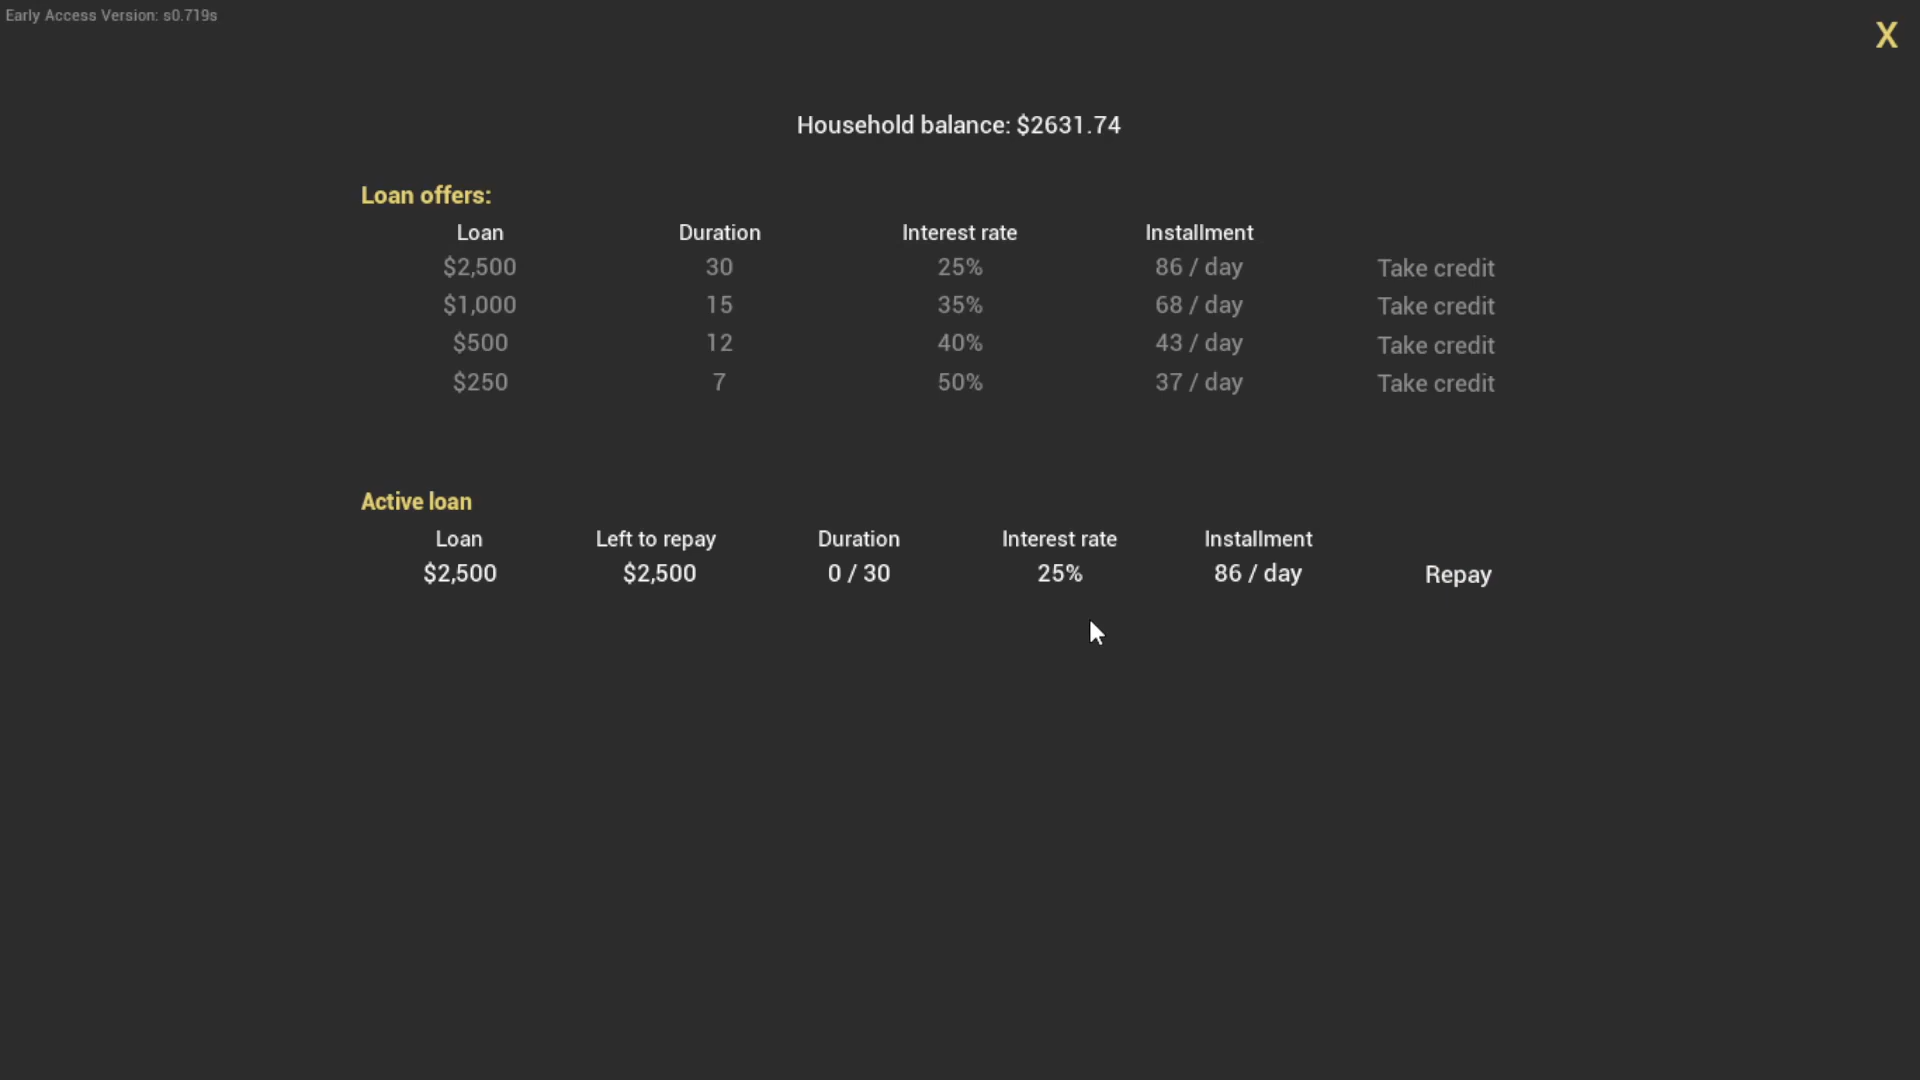 Early Access Version: s0.719s
X
Household balance: $2631.74
Loan offers:
Loan Duration Interest rate Installment
$2,500 30 25% 86 / day Take credit
$1,000 15 35% 68 / day Take credit
$500 12 40% 43 / day Take credit
$250 7 50% 37 / day Take credit
Active loan
Loan Left to repay Duration Interest rate Installment
$2,500 $2,500 0 / 30 25% 86 / day Repay